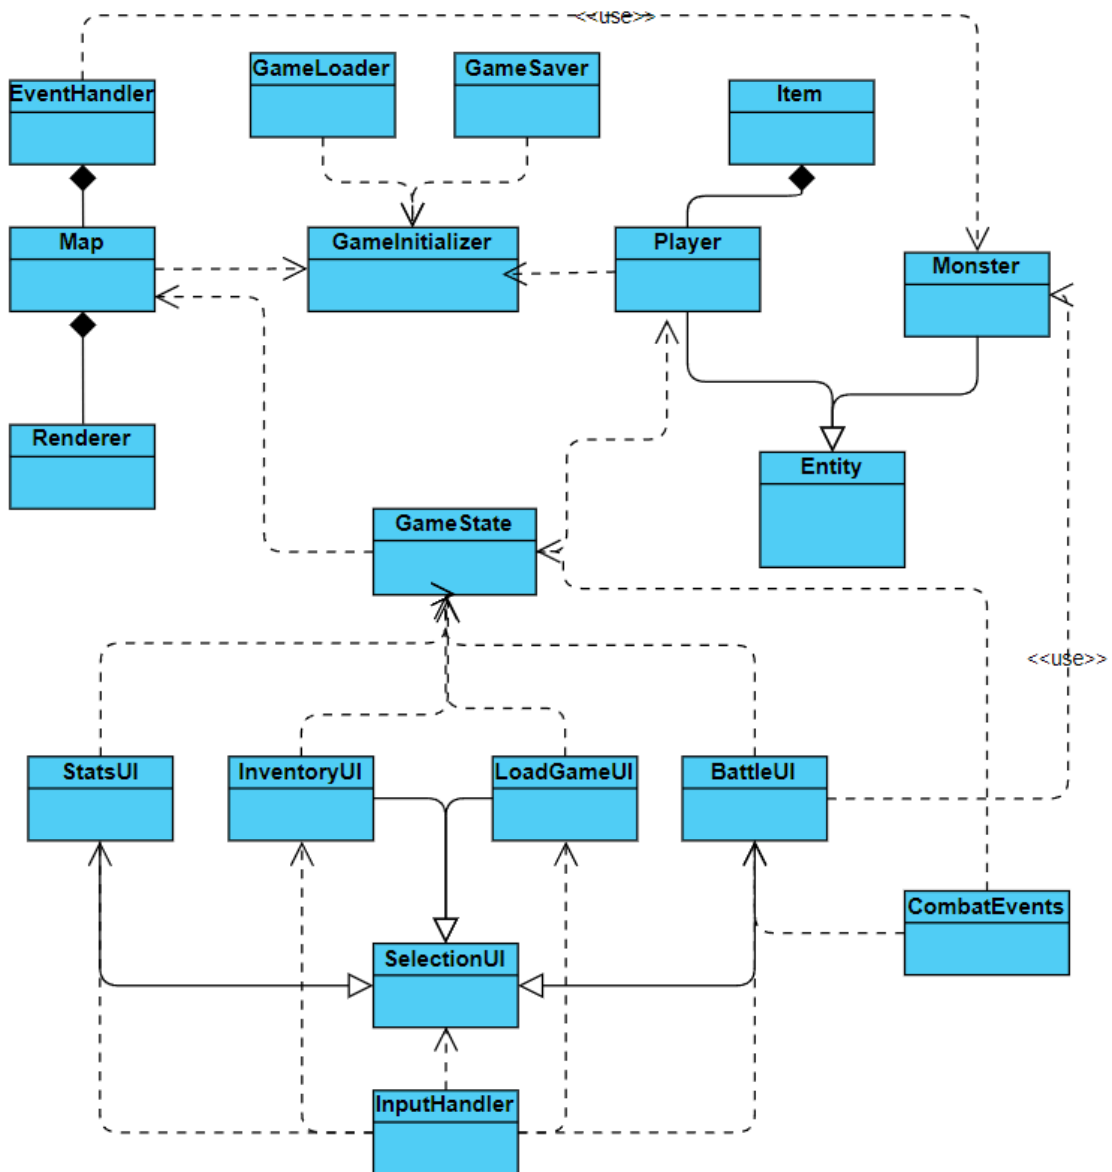 <<use>>
GameLoader
GameSaver
EventHandler
Item
Map
GameInitializer
Player
Monster
Renderer
Entity
GameState
<<use>>
StatsUI
InventoryUI
LoadGameUI
BattleUI
CombatEvents
SelectionUI
InputHandler